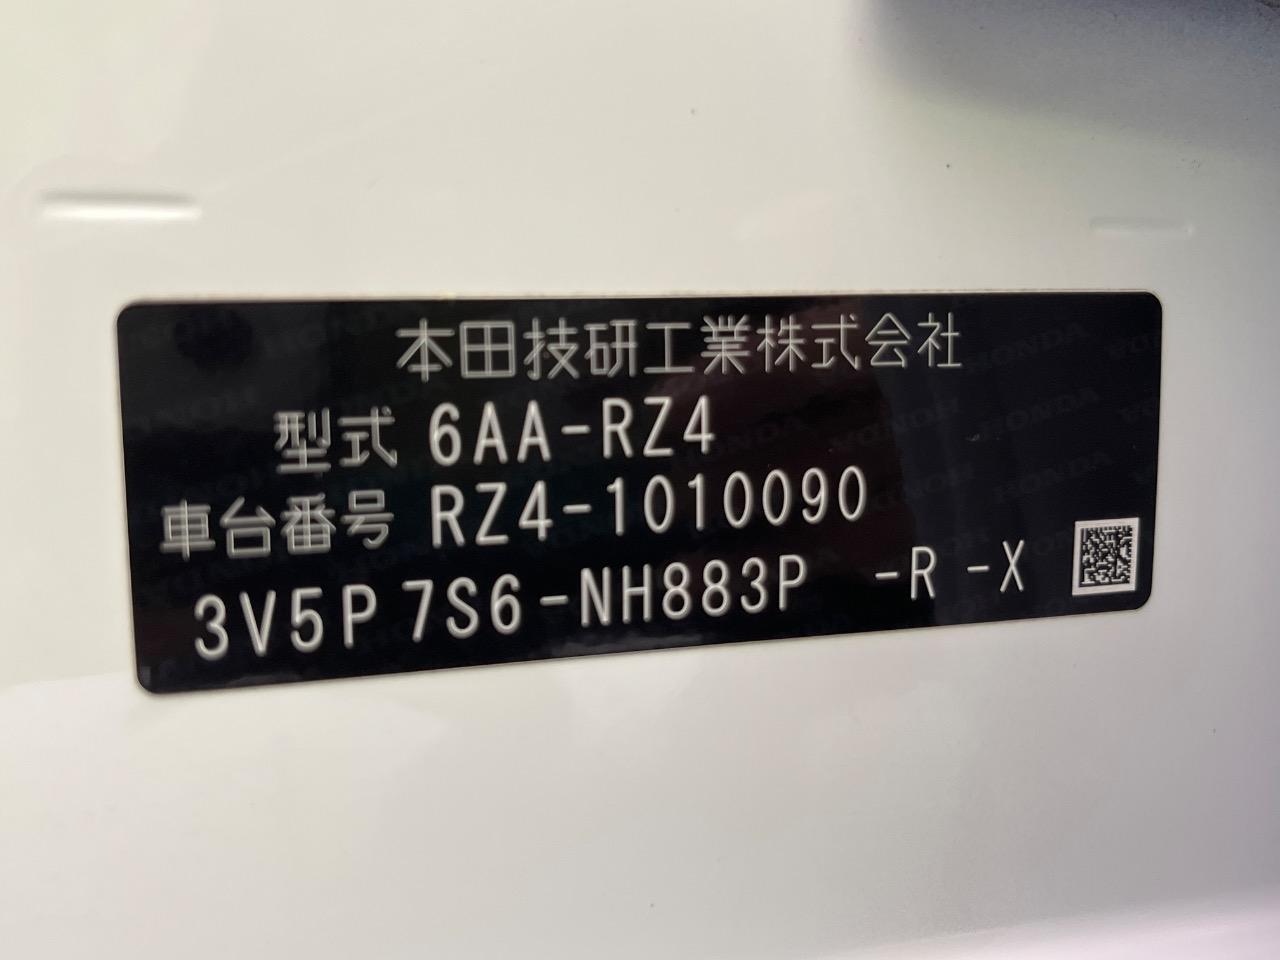 本田技研工業株式会社
型式 6AA-RZ4
車台番号 RZ4-1010090
3V5P 7S6-NH883P -R -X